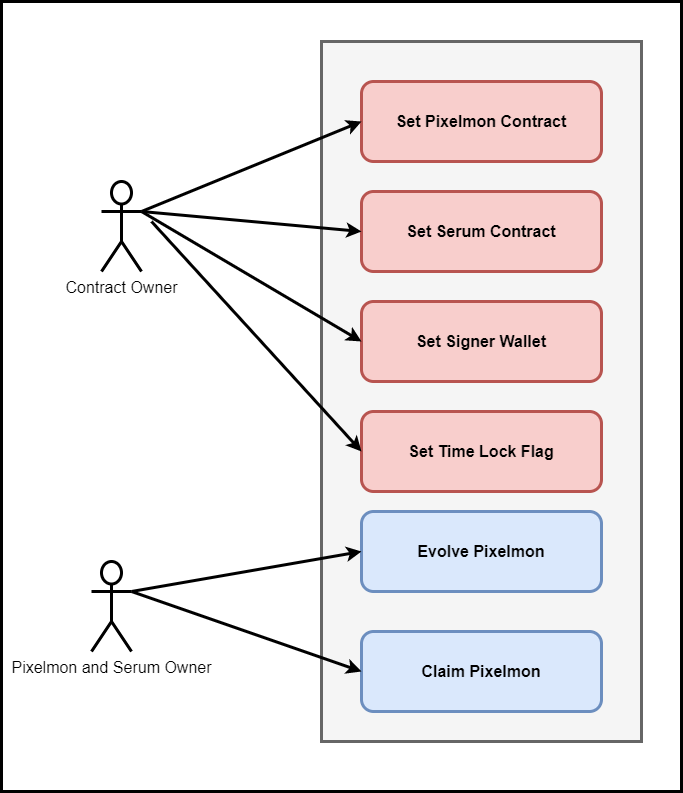 Set Pixelmon Contract
Set Serum Contract
Contract Owner
Set Signer Wallet
Set Time Lock Flag
Evolve Pixelmon
Pixelmon and Serum Owner
Claim Pixelmon